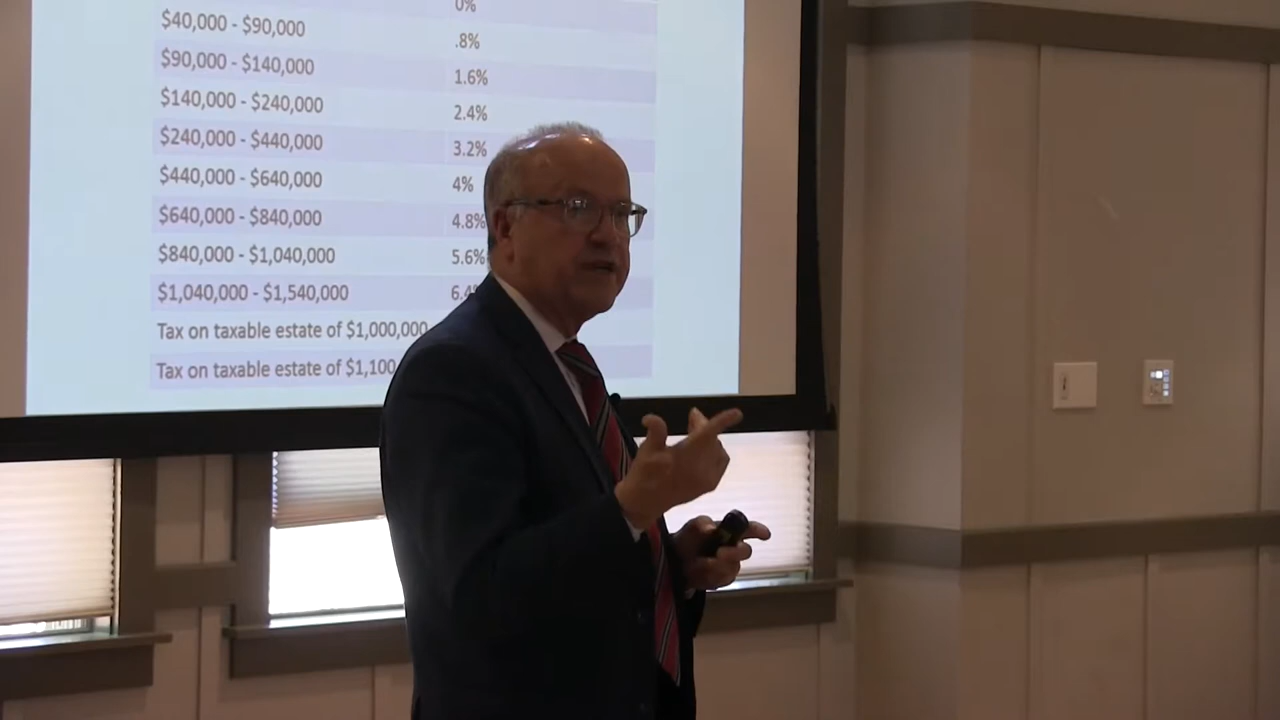 0%
$40,000 - $90,000 .8%
$90,000 - $140,000 1.6%
$140,000 - $240,000 2.4%
$240,000 - $440,000 3.2%
$440,000 - $640,000 4%
$640,000 - $840,000 4.8%
$840,000 - $1,040,000 5.6%
$1,040,000 - $1,540,000 6.4
Tax on taxable estate of $1,000,000
Tax on taxable estate of $1,100